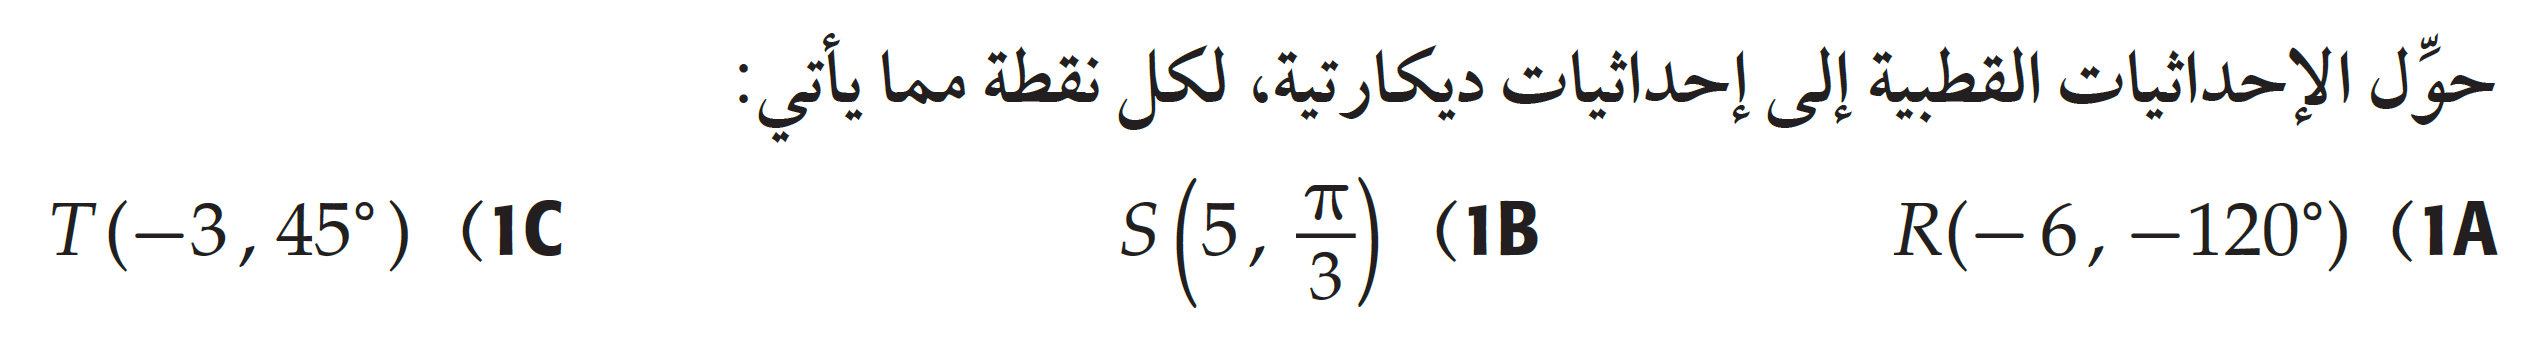 حوِّل الإحداثيات القطبية إلى إحداثيات ديكارتية، لكل نقطة مما يأتي:
1A) R(−6, −120°) 1B) S(5, π/3) 1C) T(−3, 45°)